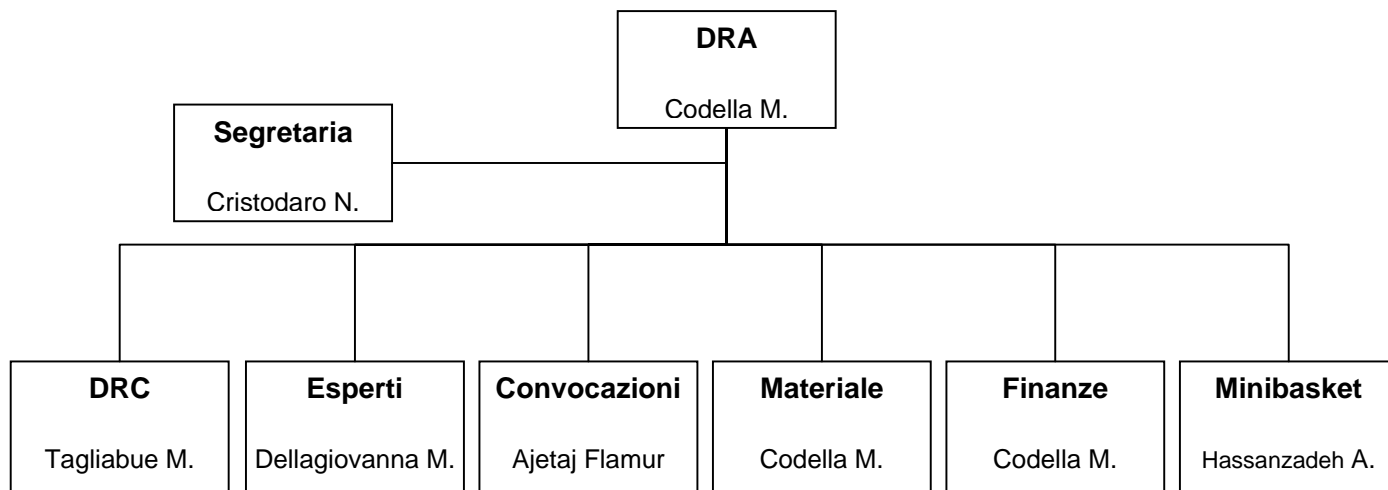 DRA
Codella M.
Segretaria
Cristodaro N.
DRC
Tagliabue M.
Esperti
Dellagiovanna M.
Convocazioni
Ajetaj Flamur
Materiale
Codella M.
Finanze
Codella M.
Minibasket
Hassanzadeh A.